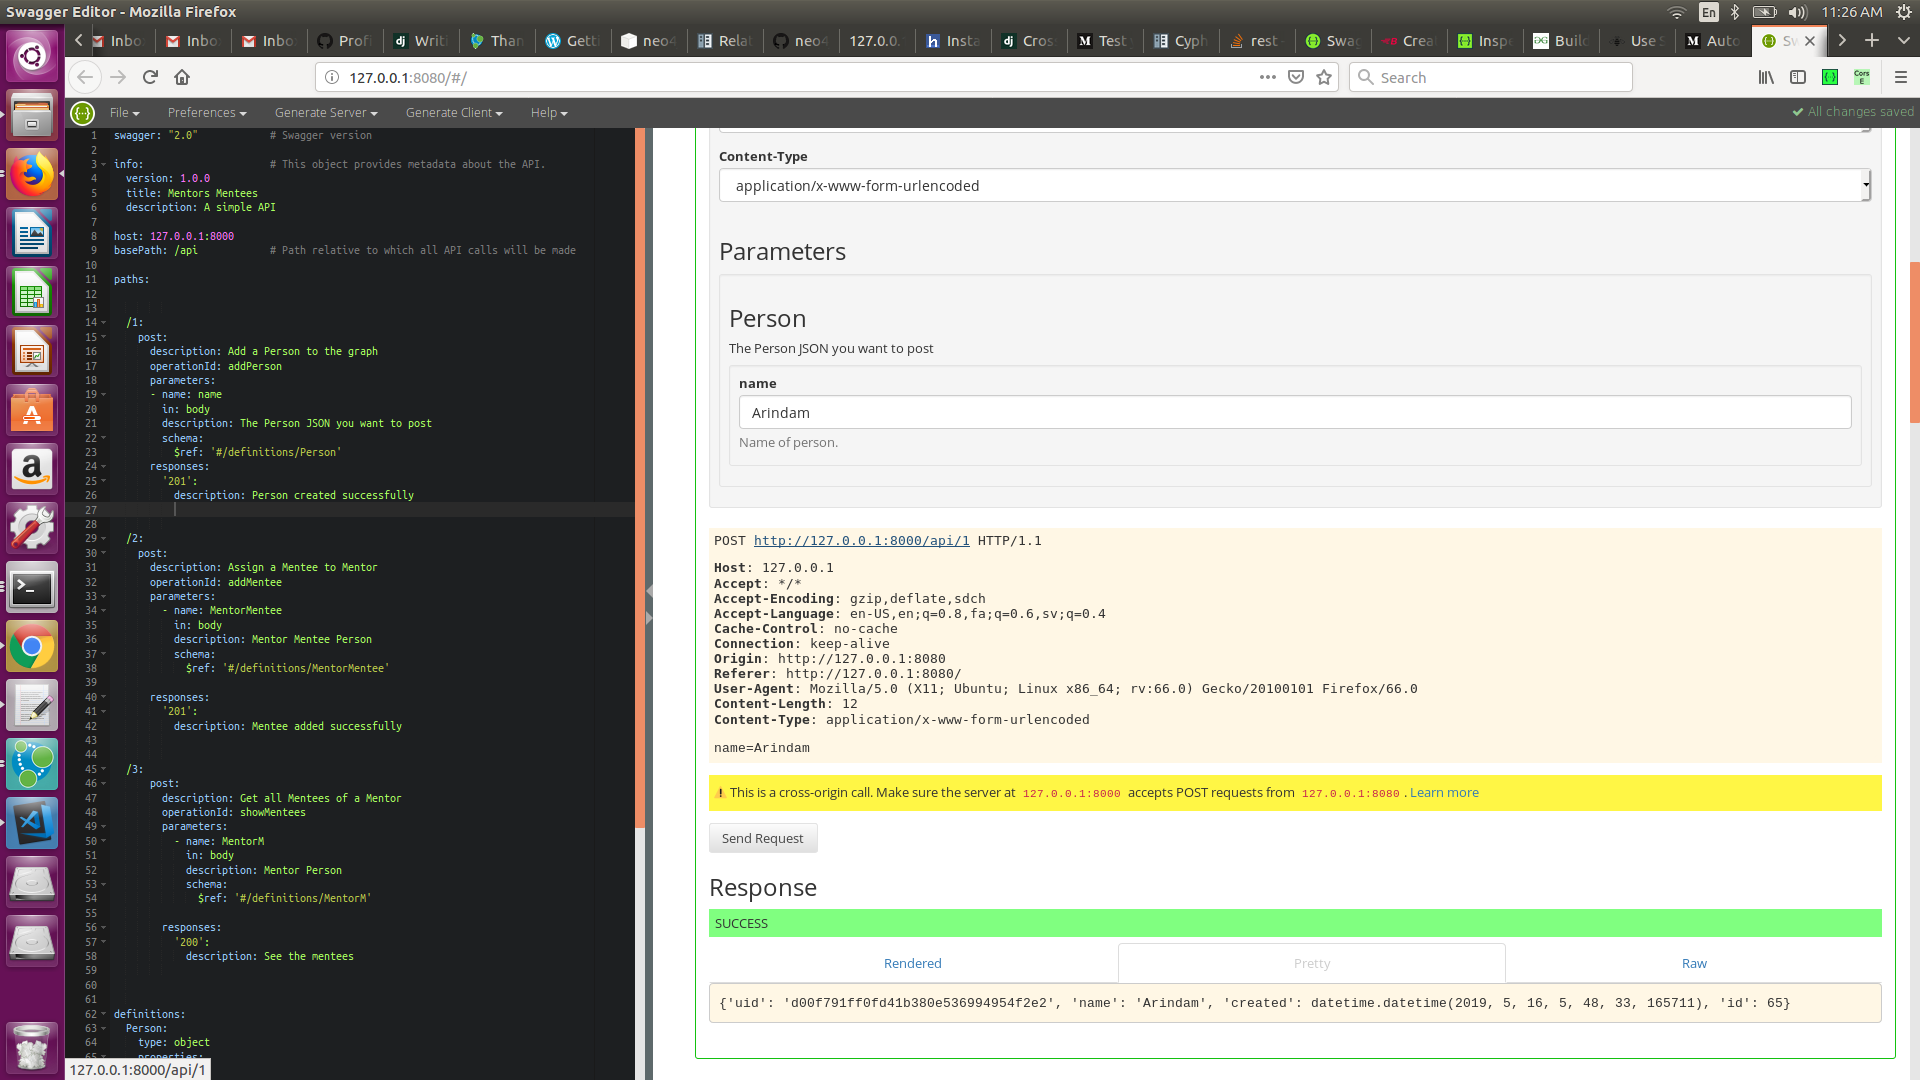 Swagger Editor - Mozilla Firefox
En
11:26 AM
Inbo
Inbo
Inbo
Profi
Writi
Than
Getti
neo4
Relat
neo4
127.0.0.
Insta
Cros
Test
Cyph
rest -
Swag
Crea
Inspe
Build
Use S
Auto
Sw
127.0.0.1:8080/#/
Search
File
Preferences
Generate Server
Generate Client
Help
All changes saved
1 swagger: "2.0" # Swagger version
2
3 info: # This object provides metadata about the API.
4 version: 1.0.0
5 title: Mentors Mentees
6 description: A simple API
7
8 host: 127.0.0.1:8000
9 basePath: /api # Path relative to which all API calls will be made
10
11 paths:
12
13
14 /1:
15 post:
16 description: Add a Person to the graph
17 operationId: addPerson
18 parameters:
19 - name: name
20 in: body
21 description: The Person JSON you want to post
22 schema:
23 $ref: '#/definitions/Person'
24 responses:
25 '201':
26 description: Person created successfully
27
28
29 /2:
30 post:
31 description: Assign a Mentee to Mentor
32 operationId: addMentee
33 parameters:
34 - name: MentorMentee
35 in: body
36 description: Mentor Mentee Person
37 schema:
38 $ref: '#/definitions/MentorMentee'
39
40 responses:
41 '201':
42 description: Mentee added successfully
43
44
45 /3:
46 post:
47 description: Get all Mentees of a Mentor
48 operationId: showMentees
49 parameters:
50 - name: MentorM
51 in: body
52 description: Mentor Person
53 schema:
54 $ref: '#/definitions/MentorM'
55
56 responses:
57 '200':
58 description: See the mentees
59
60
61
62 definitions:
63 Person:
64 type: object
65 properties:
127.0.0.1:8000/api/1
Content-Type
application/x-www-form-urlencoded
Parameters
Person
The Person JSON you want to post
name
Arindam
Name of person.
POST http://127.0.0.1:8000/api/1 HTTP/1.1
Host: 127.0.0.1
Accept: */*
Accept-Encoding: gzip,deflate,sdch
Accept-Language: en-US,en;q=0.8,fa;q=0.6,sv;q=0.4
Cache-Control: no-cache
Connection: keep-alive
Origin: http://127.0.0.1:8080
Referer: http://127.0.0.1:8080/
User-Agent: Mozilla/5.0 (X11; Ubuntu; Linux x86_64; rv:66.0) Gecko/20100101 Firefox/66.0
Content-Length: 12
Content-Type: application/x-www-form-urlencoded
name=Arindam
This is a cross-origin call. Make sure the server at 127.0.0.1:8000 accepts POST requests from 127.0.0.1:8080 . Learn more
Send Request
Response
SUCCESS
Rendered
Pretty
Raw
{'uid': 'd00f791ff0fd41b380e536994954f2e2', 'name': 'Arindam', 'created': datetime.datetime(2019, 5, 16, 5, 48, 33, 165711), 'id': 65}